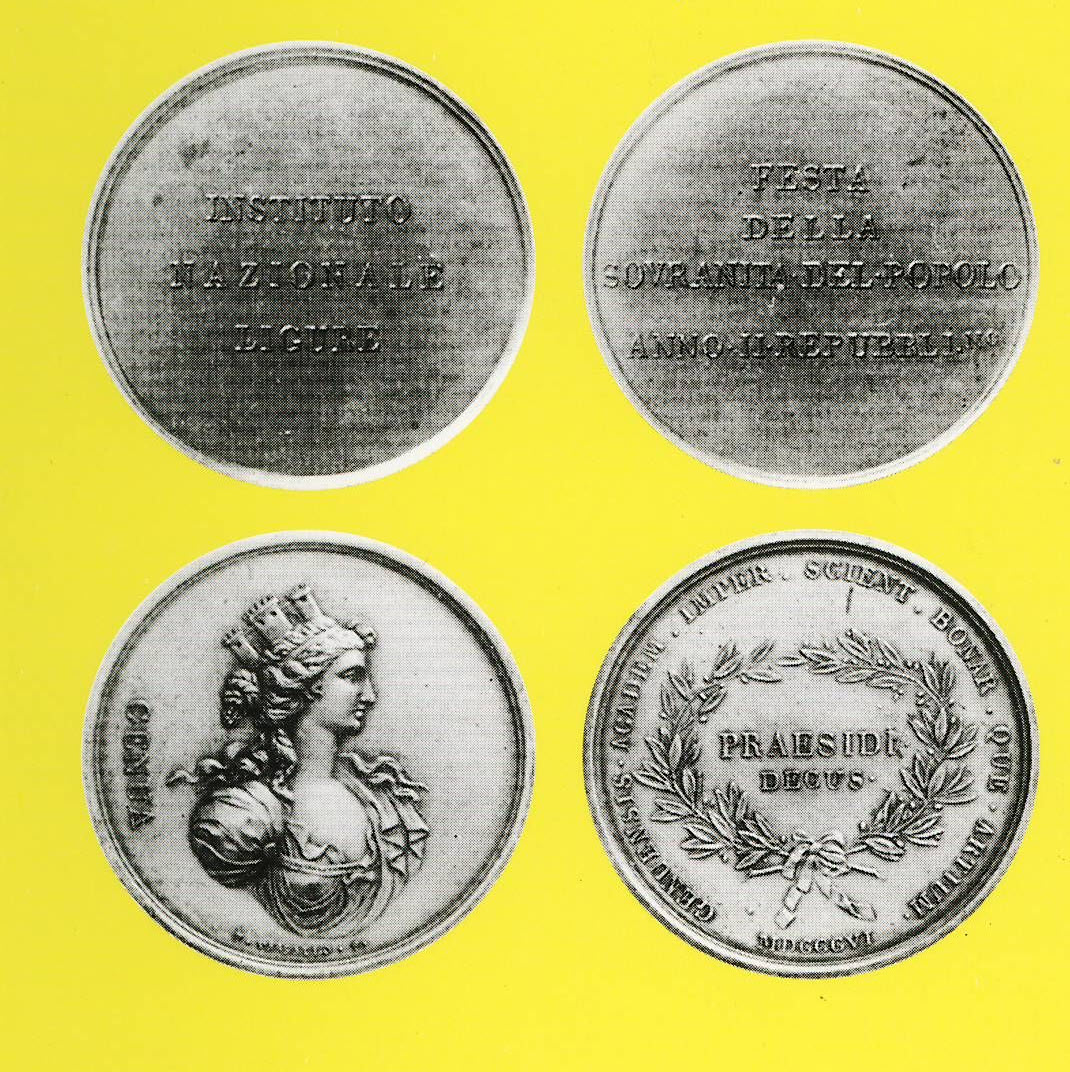 INSTITUTO
NAZIONALE
LIGURE
FESTA
DELLA
SOVRANITA·DEL·POPOLO
ANNO·II·REPUBBLI.Nº
GENUA
GENUENSIS·ACADEM·IMPER·SCIENT·BONAR·QUE·ARTIUM·
PRAESIDI·
DECUS·
MDCCCVI